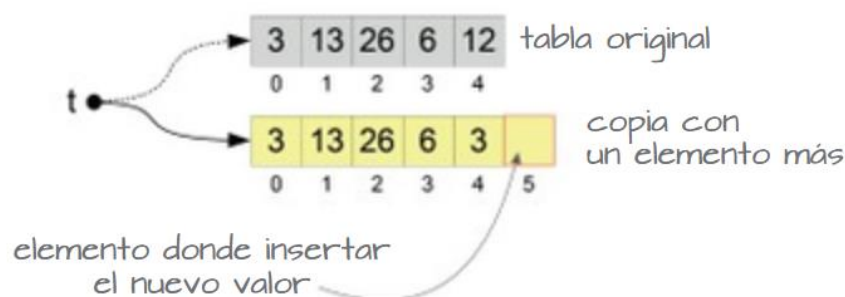 3 13 26 6 12 tabla original
0 1 2 3 4
t
3 13 26 6 3
copia con
un elemento más
0 1 2 3 4 5
elemento donde insertar
el nuevo valor